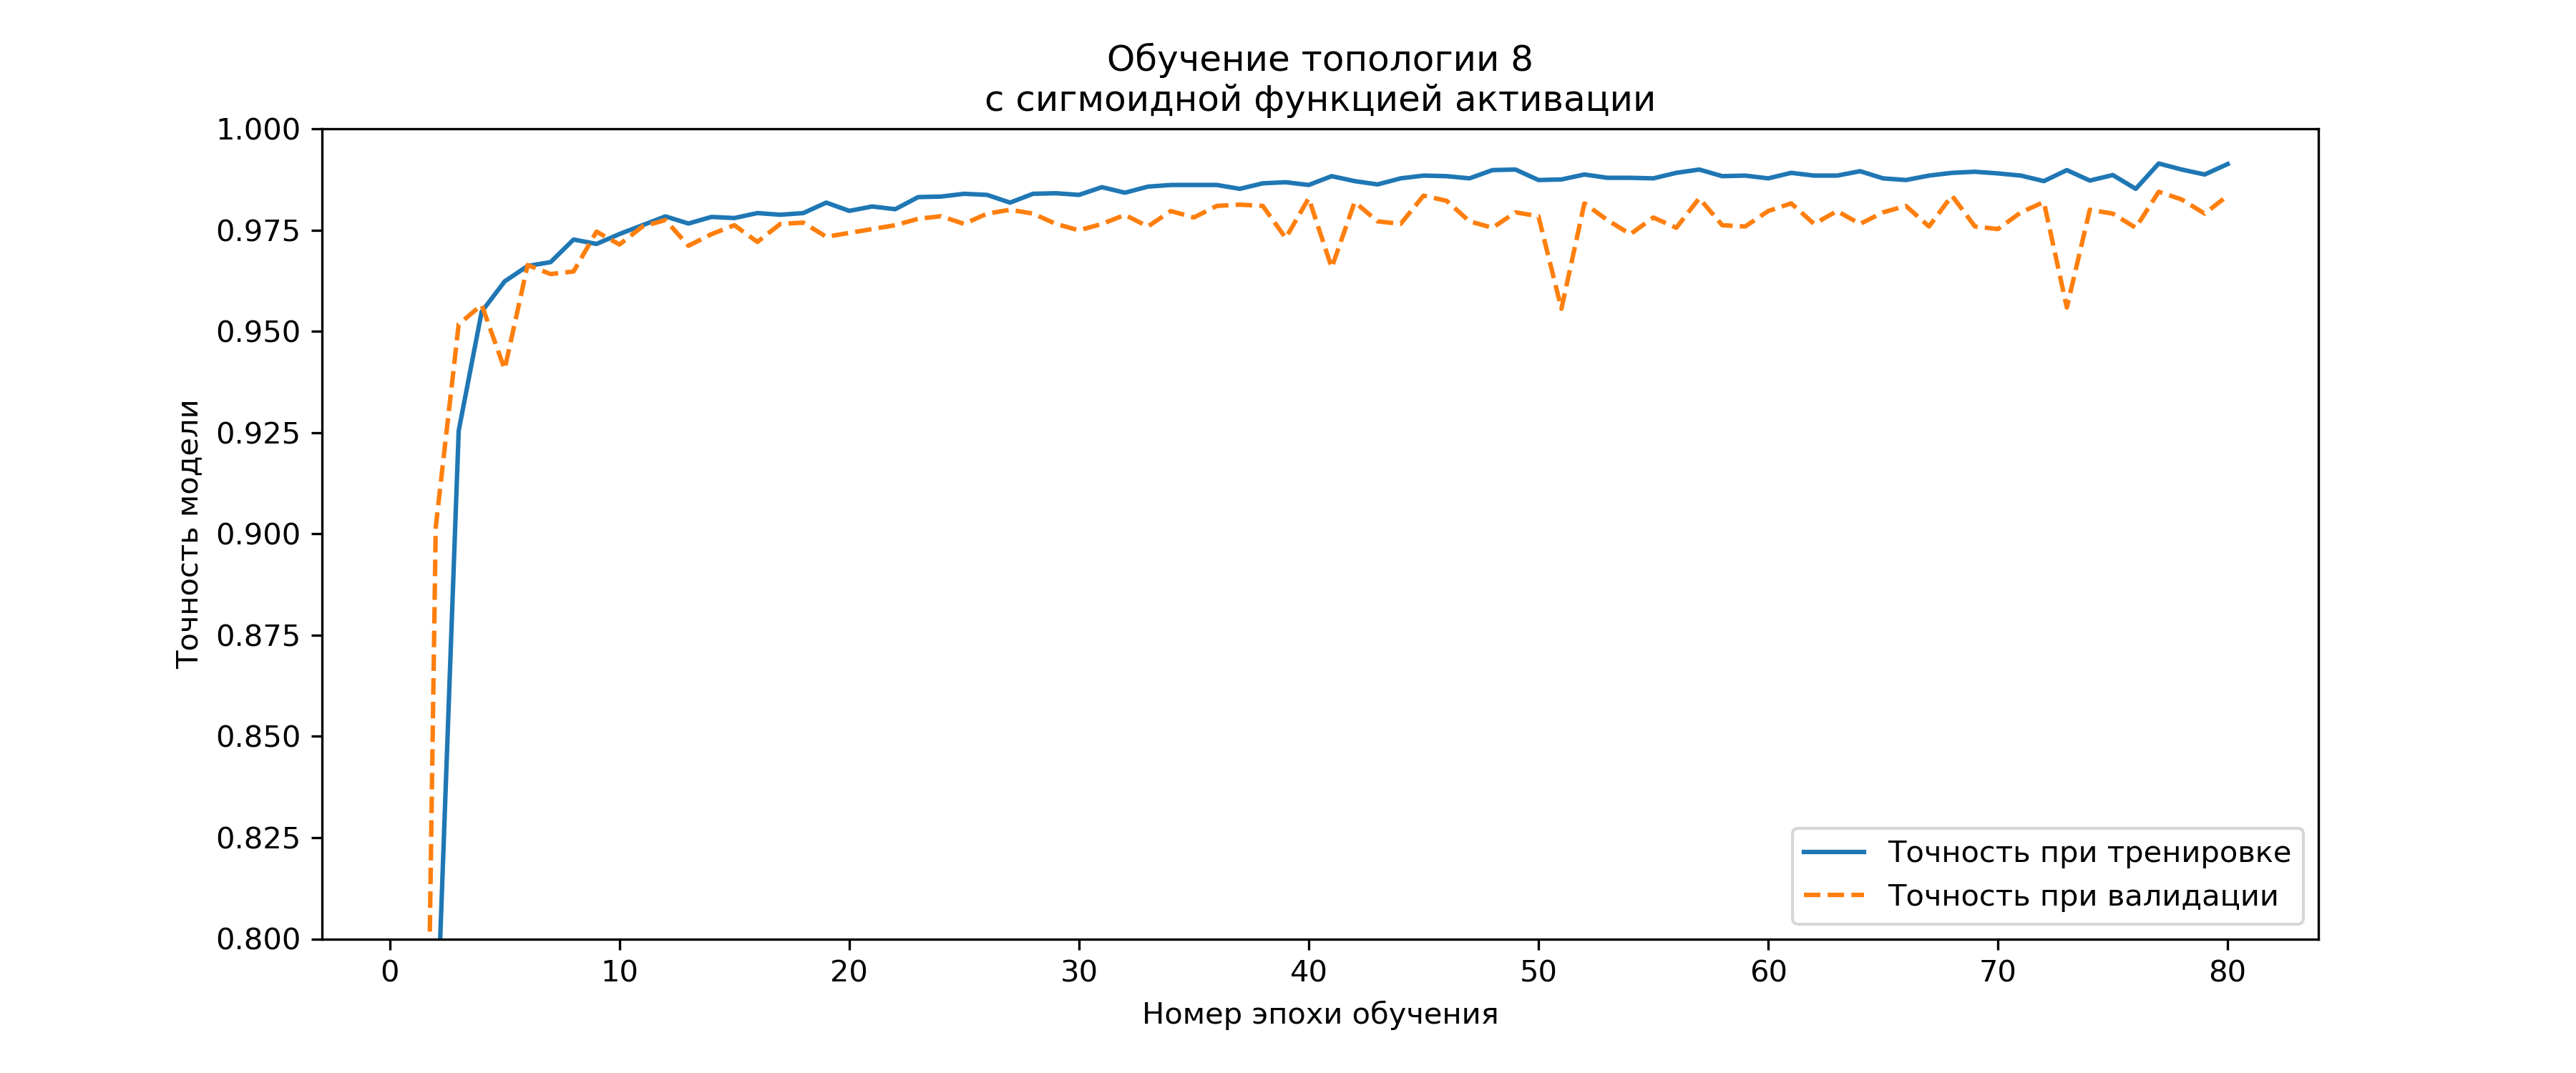 Обучение топологии 8
с сигмоидной функцией активации
1.000
0.975
0.950
0.925
0.900
0.875
0.850
0.825
0.800
Точность модели
0 10 20 30 40 50 60 70 80
Номер эпохи обучения
Точность при тренировке
Точность при валидации